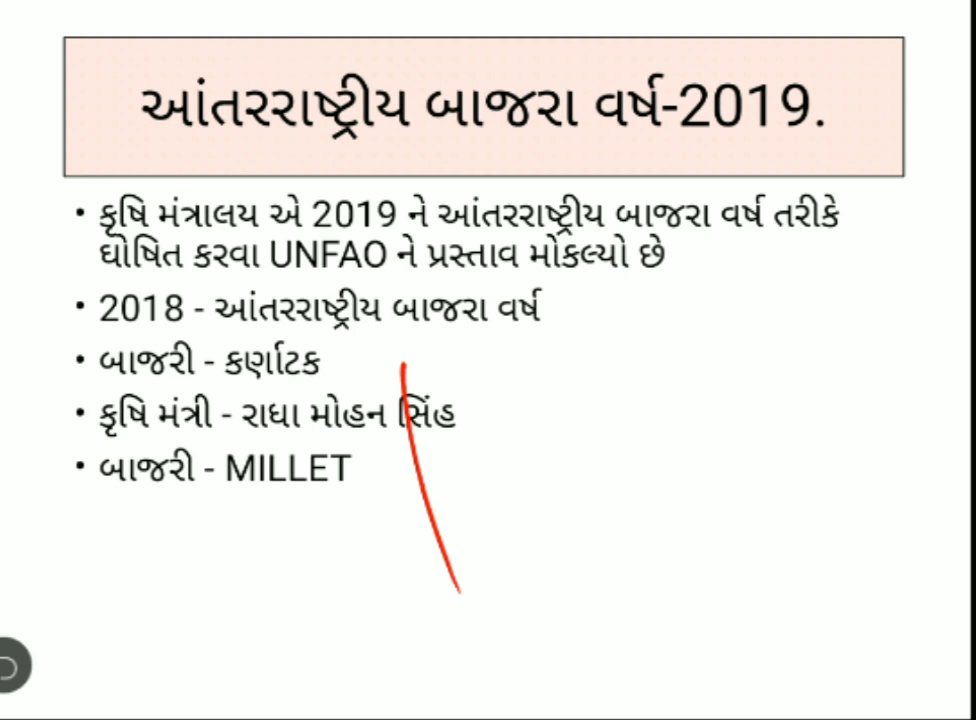 આંતરરાષ્ટ્રીય બાજરા વર્ષ-2019.
• કૃષિ મંત્રાલય એ 2019 ને આંતરરાષ્ટ્રીય બાજરા વર્ષ તરીકે
ઘોષિત કરવા UNFAO ને પ્રસ્તાવ મોકલ્યો છે
• 2018 - આંતરરાષ્ટ્રીય બાજરા વર્ષ
• બાજરી - કર્ણાટક
• કૃષિ મંત્રી - રાધા મોહન સિંહ
• બાજરી - MILLET